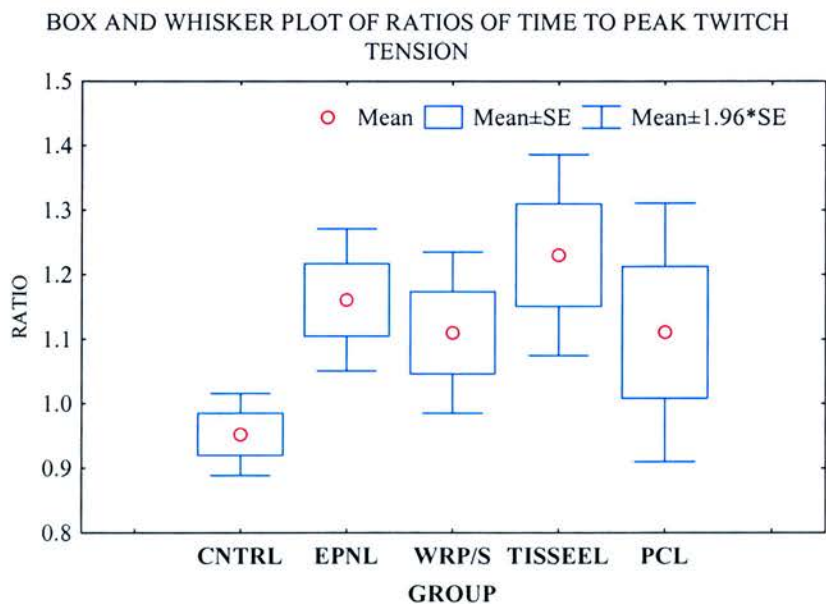 BOX AND WHISKER PLOT OF RATIOS OF TIME TO PEAK TWITCH
TENSION
1.5
1.4
1.3
1.2
1.1
1.0
0.9
0.8
RATIO
Mean Mean±SE Mean±1.96*SE
CNTRL EPNL WRP/S TISSEEL PCL
GROUP